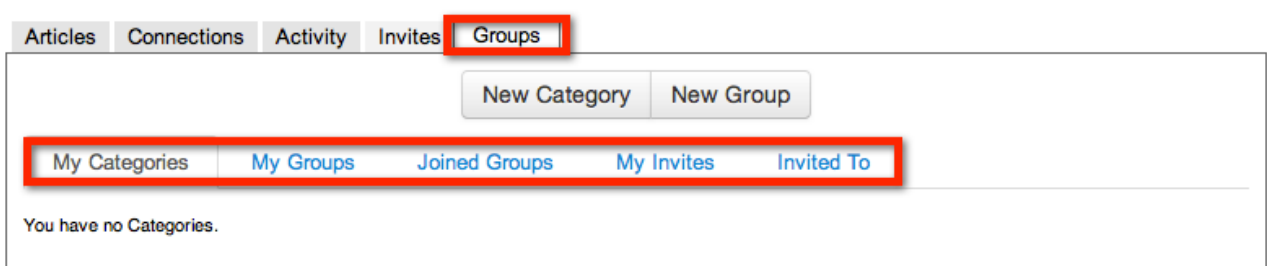 Articles Connections Activity Invites Groups
New Category New Group
My Categories My Groups Joined Groups My Invites Invited To
You have no Categories.